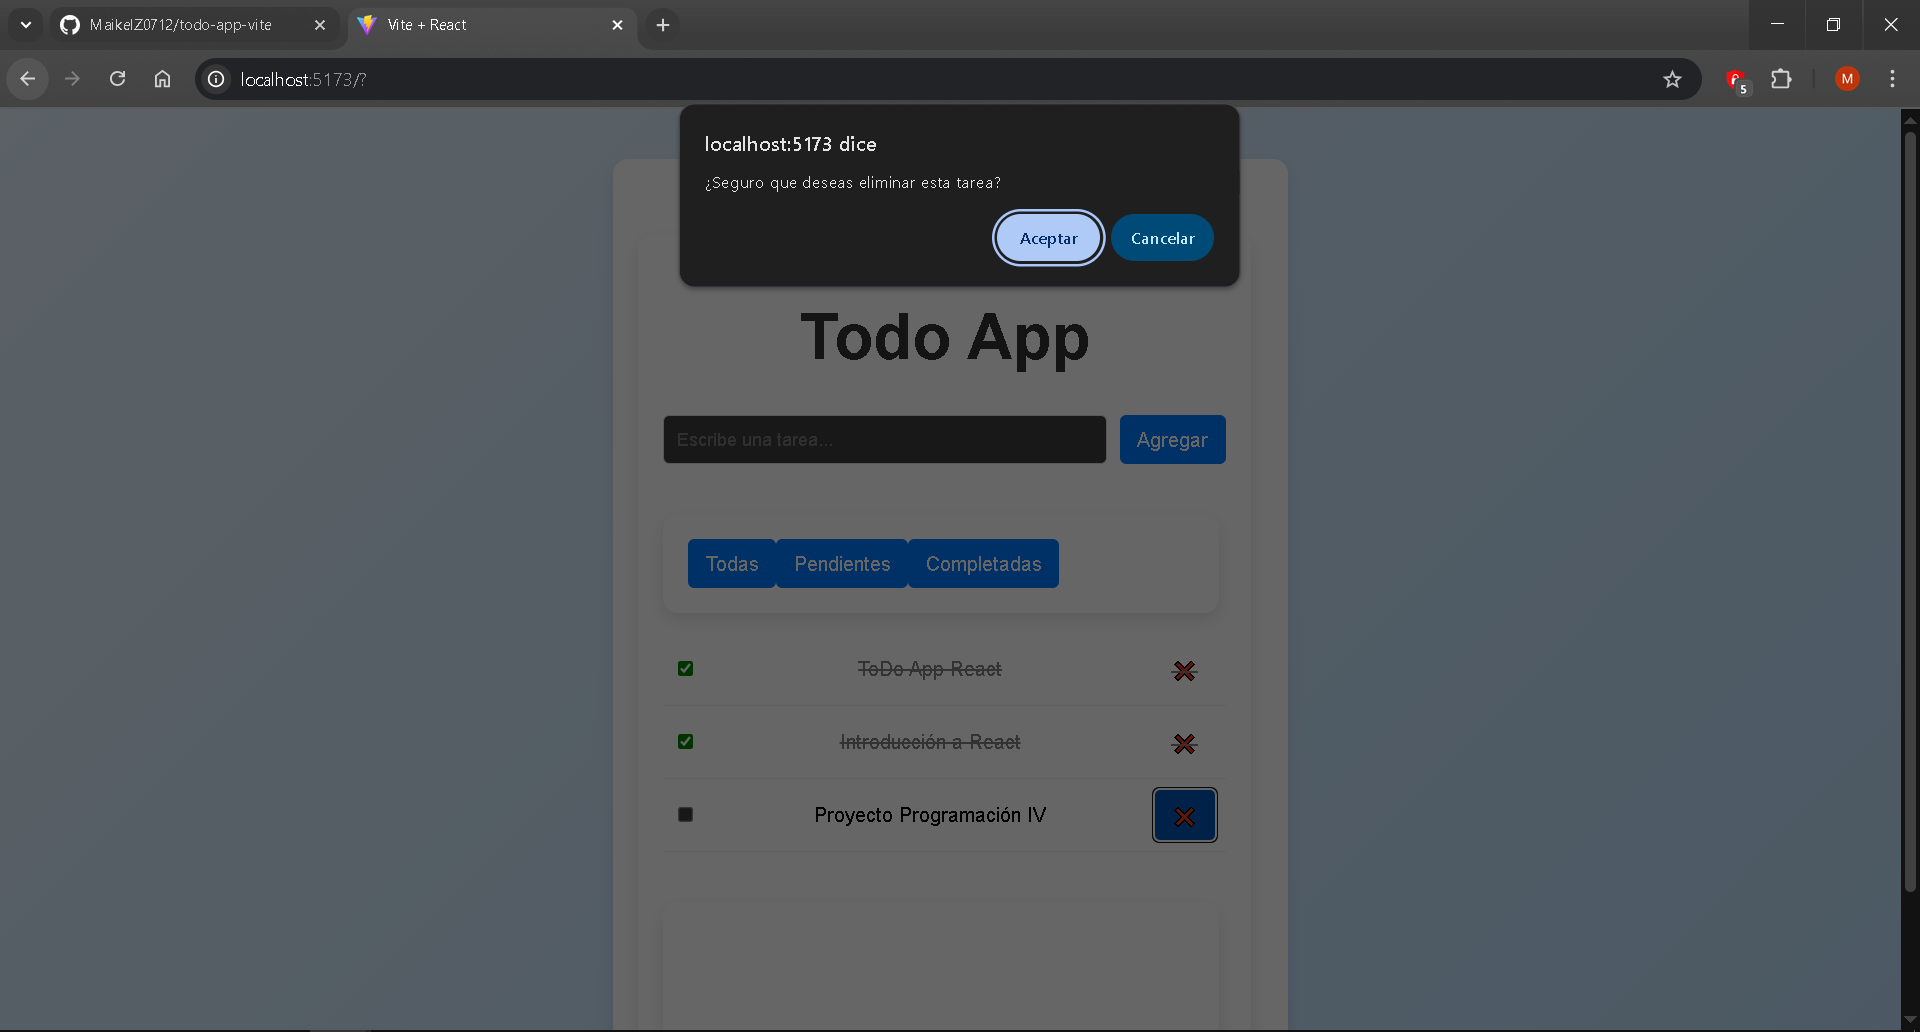 MaikelZ0712/todo-app-vite
Vite + React
localhost:5173/?
5
M
localhost:5173 dice
¿Seguro que deseas eliminar esta tarea?
Aceptar
Cancelar
Todo App
Escribe una tarea...
Agregar
Todas
Pendientes
Completadas
ToDo App React
Introducción a React
Proyecto Programación IV